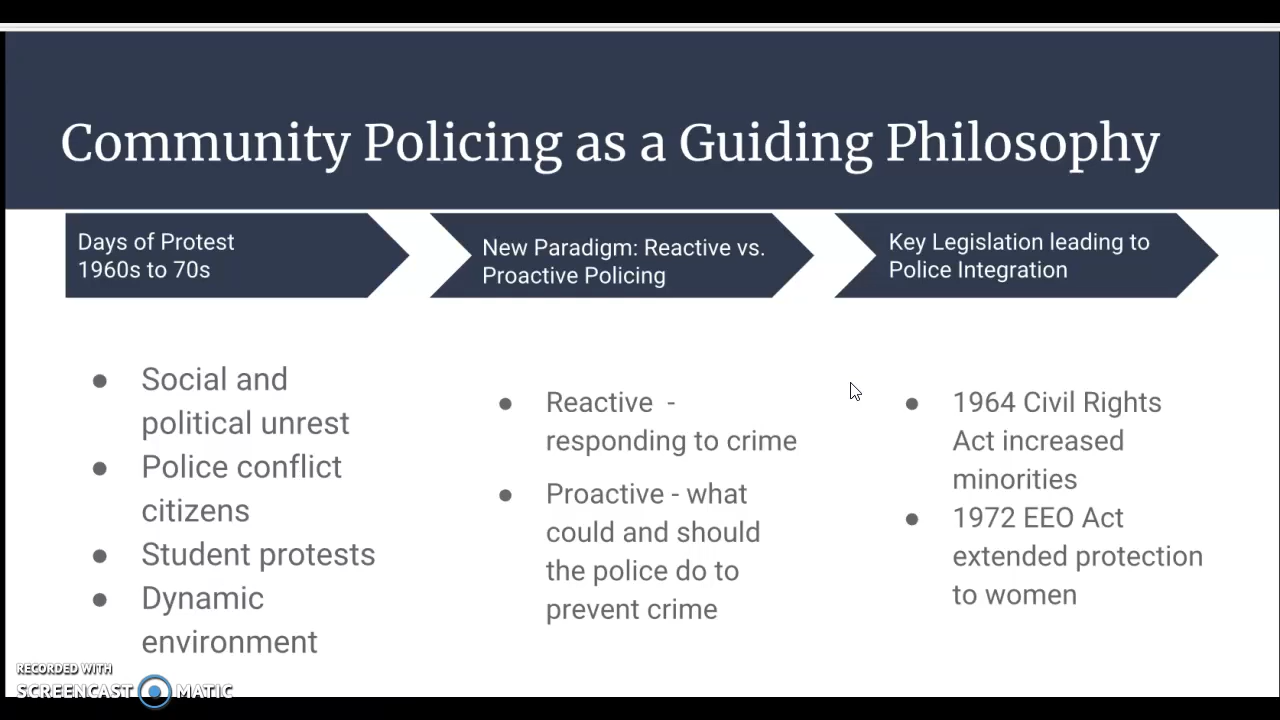 Community Policing as a Guiding Philosophy
Days of Protest
1960s to 70s
New Paradigm: Reactive vs.
Proactive Policing
Key Legislation leading to
Police Integration
● Social and
political unrest
● Police conflict
citizens
● Student protests
● Dynamic
environment
● Reactive -
responding to crime
● Proactive - what
could and should
the police do to
prevent crime
● 1964 Civil Rights
Act increased
minorities
● 1972 EEO Act
extended protection
to women
RECORDED WITH
SCREENCAST MATIC